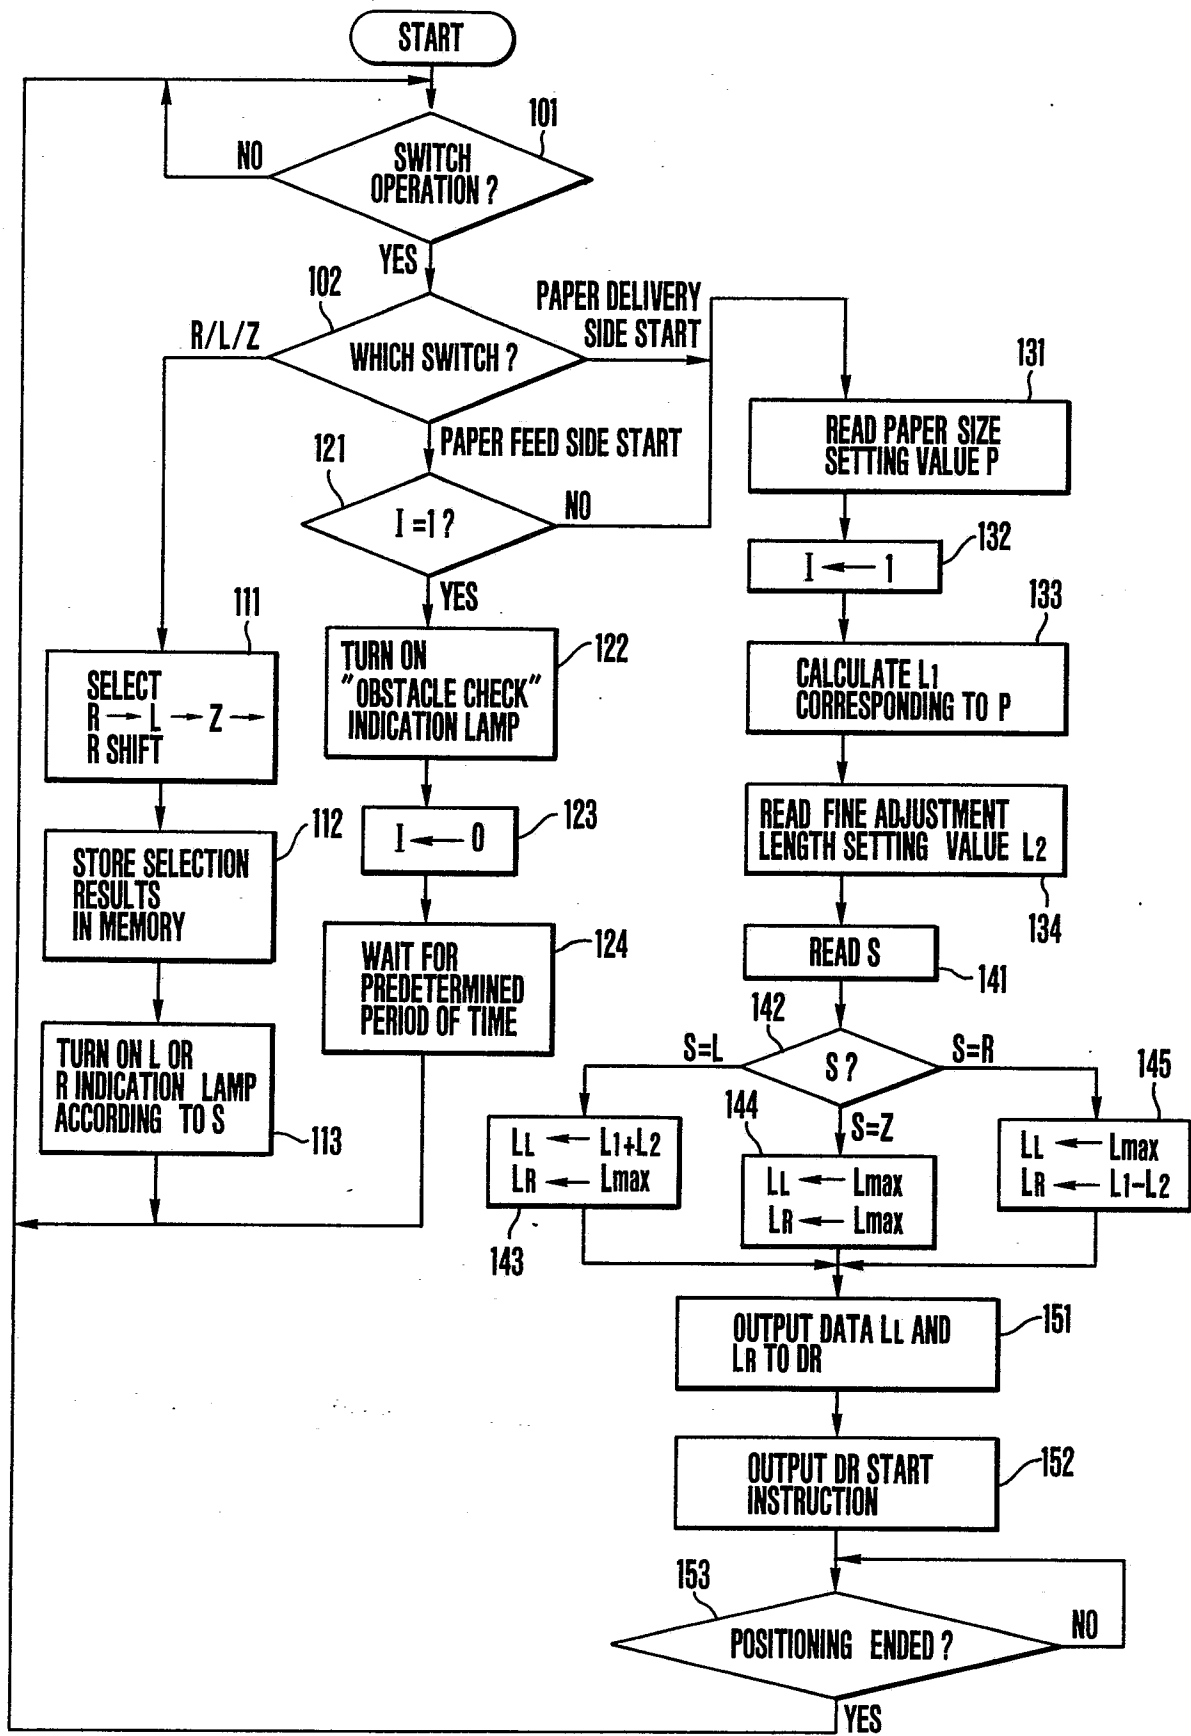 START
101
NO
SWITCH
OPERATION ?
YES
102
PAPER DELIVERY
SIDE START
R/L/Z
WHICH SWITCH ?
131
READ PAPER SIZE
SETTING VALUE P
121
PAPER FEED SIDE START
I = 1 ?
NO
132
I ← 1
YES
111
133
SELECT
R → L → Z →
R SHIFT
122
TURN ON
"OBSTACLE CHECK"
INDICATION LAMP
CALCULATE L1
CORRESPONDING TO P
112
STORE SELECTION
RESULTS
IN MEMORY
123
I ← 0
READ FINE ADJUSTMENT
LENGTH SETTING VALUE L2
134
124
WAIT FOR
PREDETERMINED
PERIOD OF TIME
READ S
141
TURN ON L OR
R INDICATION LAMP
ACCORDING TO S
113
142
S=L
S ?
S=R
145
144
S=Z
LL ← L1+L2
LR ← Lmax
143
LL ← Lmax
LR ← Lmax
LL ← Lmax
LR ← L1-L2
151
OUTPUT DATA LL AND
LR TO DR
152
OUTPUT DR START
INSTRUCTION
153
POSITIONING ENDED ?
NO
YES